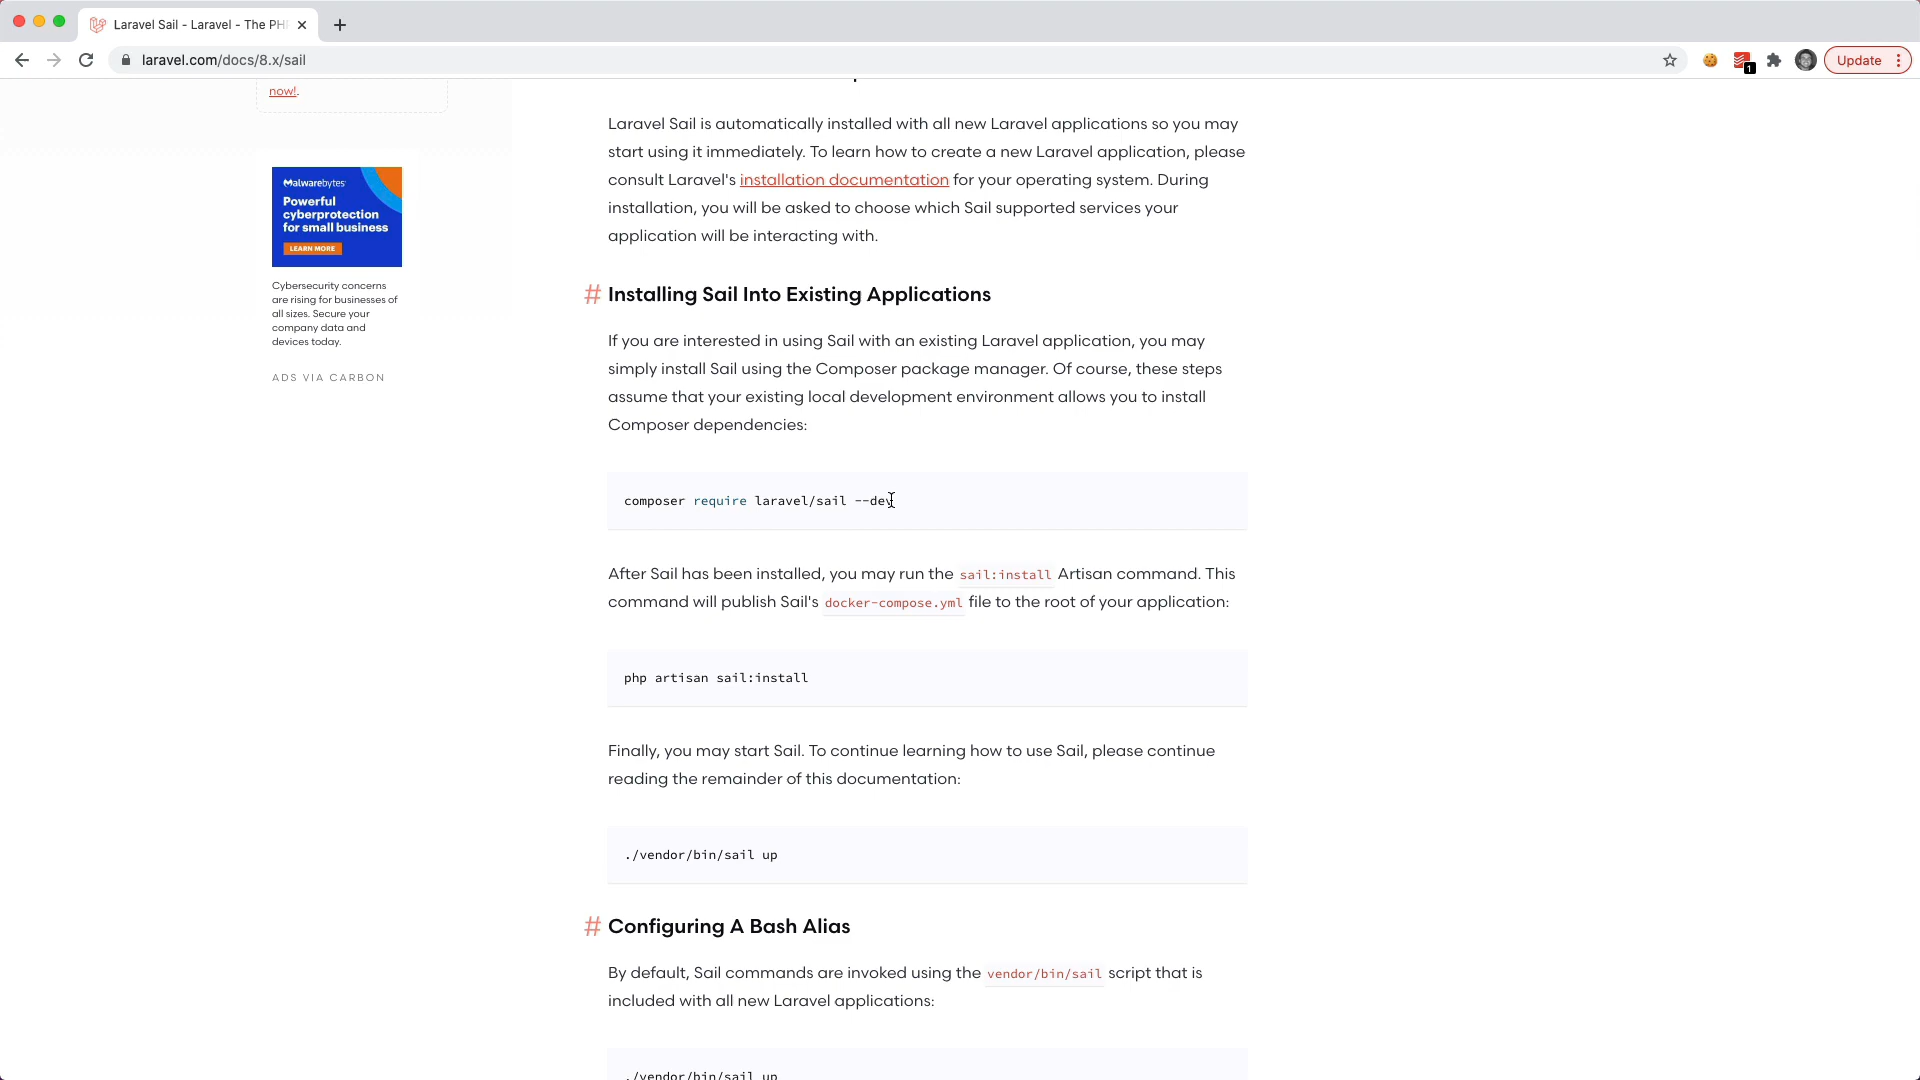 Laravel Sail - Laravel - The PH
laravel.com/docs/8.x/sail
1
Update
now!.
Malwarebytes
Powerful
cyberprotection
for small business
LEARN MORE
Cybersecurity concerns
are rising for businesses of
all sizes. Secure your
company data and
devices today.
ADS VIA CARBON
Laravel Sail is automatically installed with all new Laravel applications so you may
start using it immediately. To learn how to create a new Laravel application, please
consult Laravel's installation documentation for your operating system. During
installation, you will be asked to choose which Sail supported services your
application will be interacting with.
# Installing Sail Into Existing Applications
If you are interested in using Sail with an existing Laravel application, you may
simply install Sail using the Composer package manager. Of course, these steps
assume that your existing local development environment allows you to install
Composer dependencies:
composer require laravel/sail --dev
After Sail has been installed, you may run the sail:install Artisan command. This
command will publish Sail's docker-compose.yml file to the root of your application:
php artisan sail:install
Finally, you may start Sail. To continue learning how to use Sail, please continue
reading the remainder of this documentation:
./vendor/bin/sail up
# Configuring A Bash Alias
By default, Sail commands are invoked using the vendor/bin/sail script that is
included with all new Laravel applications:
./vendor/bin/sail up